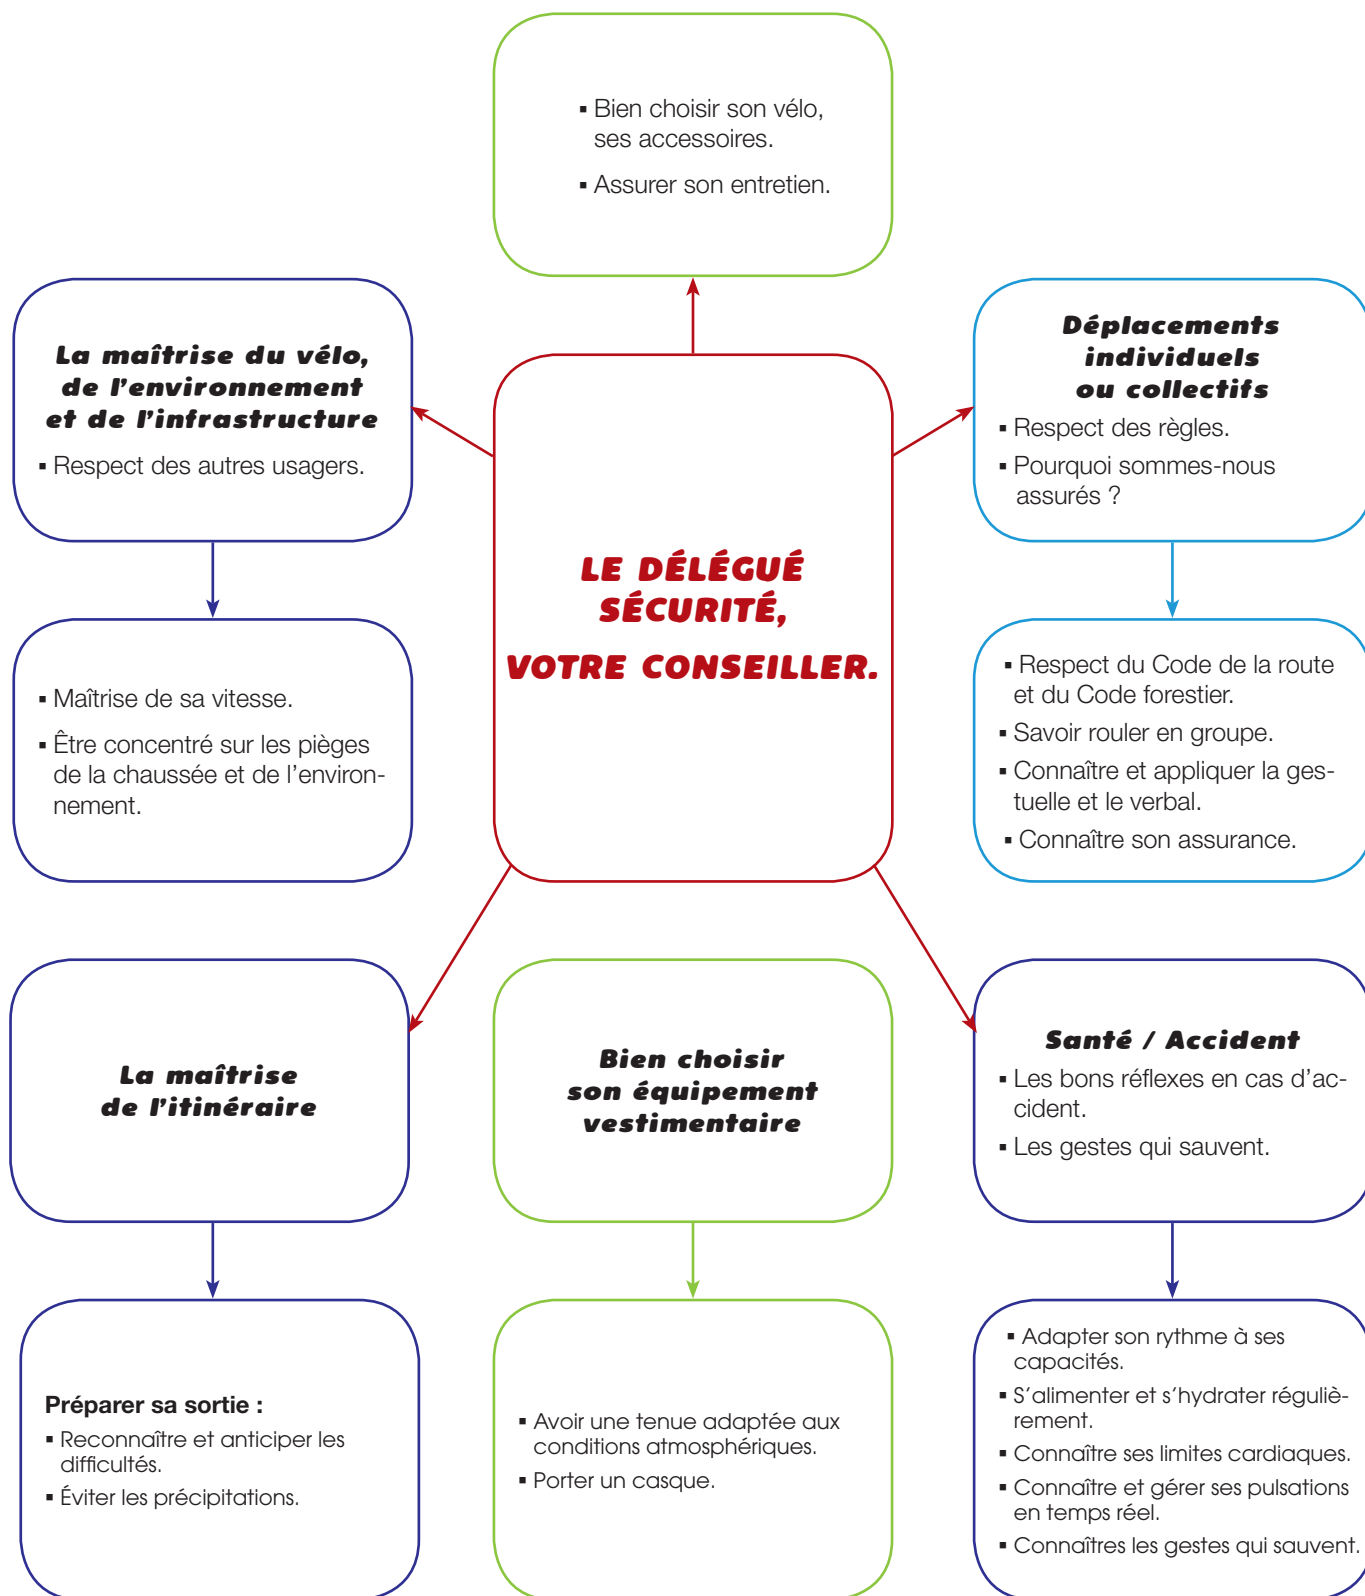 ▪ Bien choisir son vélo,
ses accessoires.
▪ Assurer son entretien.
La maîtrise du vélo,
de l'environnement
et de l'infrastructure
▪ Respect des autres usagers.
Déplacements
individuels
ou collectifs
▪ Respect des règles.
▪ Pourquoi sommes-nous
assurés ?
LE DÉLÉGUÉ
SÉCURITÉ,
VOTRE CONSEILLER.
▪ Maîtrise de sa vitesse.
▪ Être concentré sur les pièges
de la chaussée et de l'environ-
nement.
▪ Respect du Code de la route
et du Code forestier.
▪ Savoir rouler en groupe.
▪ Connaître et appliquer la ges-
tuelle et le verbal.
▪ Connaître son assurance.
La maîtrise
de l'itinéraire
Bien choisir
son équipement
vestimentaire
Santé / Accident
▪ Les bons réflexes en cas d'ac-
cident.
▪ Les gestes qui sauvent.
Préparer sa sortie :
▪ Reconnaître et anticiper les
difficultés.
▪ Éviter les précipitations.
▪ Avoir une tenue adaptée aux
conditions atmosphériques.
▪ Porter un casque.
▪ Adapter son rythme à ses
capacités.
▪ S'alimenter et s'hydrater réguliè-
rement.
▪ Connaître ses limites cardiaques.
▪ Connaître et gérer ses pulsations
en temps réel.
▪ Connaîtres les gestes qui sauvent.